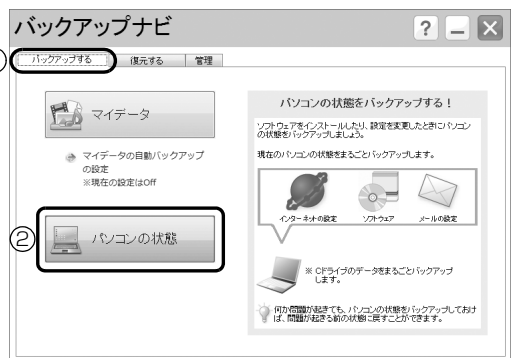 バックアップナビ
?
バックアップする 復元する 管理
マイデータ
マイデータの自動バックアップ
の設定
※現在の設定はOff
②
パソコンの状態
パソコンの状態をバックアップする！
ソフトウェアをインストールしたり、設定を変更したときにパソコン
の状態をバックアップしましょう。
現在のパソコンの状態をまるごとバックアップします。
インターネットの設定 ソフトウェア メールの設定
※ Cドライブのデータをまるごとバックアップ
します。
何か問題が起きても、パソコンの状態をバックアップしておけ
ば、問題が起きる前の状態に戻すことができます。